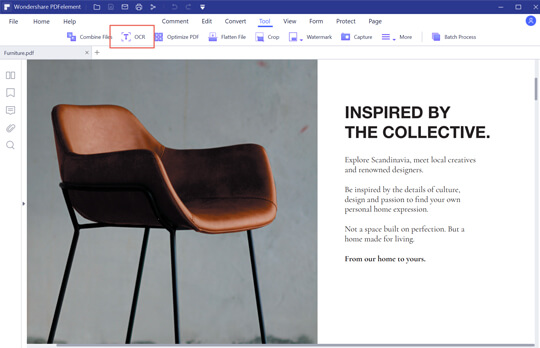 Wondershare PDFelement
File Home Help Comment Edit Convert Tool View Form Protect Page
Combine Files OCR Optimize PDF Flatten File Crop Watermark Capture More Batch Process
Furniture.pdf
INSPIRED BY
THE COLLECTIVE.
Explore Scandinavia, meet local creatives
and renowned designers.
Be inspired by the details of culture,
design and passion to find your own
personal home expression.
Not a space built on perfection. But a
home made for living.
From our home to yours.